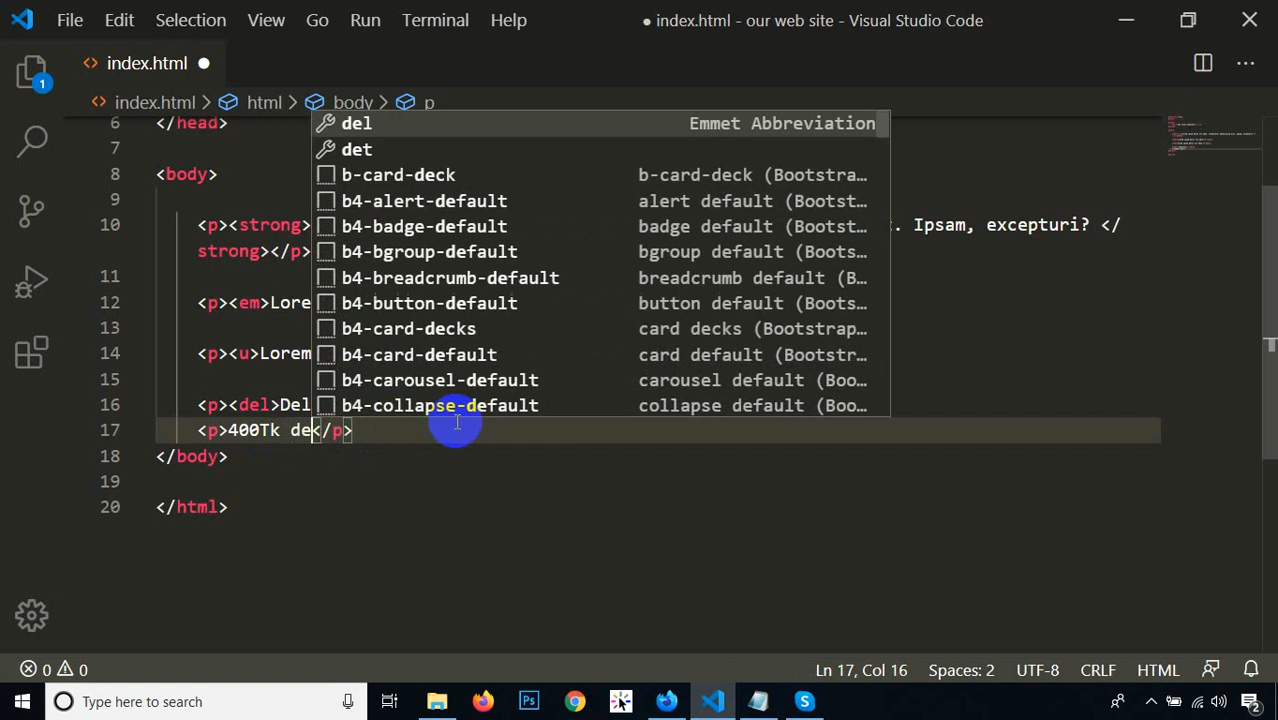 File Edit Selection View Go Run Terminal Help ● index.html - our web site - Visual Studio Code
index.html ●
index.html > html > body > p
6 </head>
7
8 <body>
9
10 <p><strong> t. Ipsam, excepturi? </
strong></p>
11
12 <p><em>Lore
13
14 <p><u>Lorem
15
16 <p><del>Del
17 <p>400Tk de</p>
18 </body>
19
20 </html>
del Emmet Abbreviation
det
b-card-deck b-card-deck (Bootstra…
b4-alert-default alert default (Bootst…
b4-badge-default badge default (Bootst…
b4-bgroup-default bgroup default (Boots…
b4-breadcrumb-default breadcrumb default (B…
b4-button-default button default (Boots…
b4-card-decks card decks (Bootstrap…
b4-card-default card default (Bootstr…
b4-carousel-default carousel default (Boo…
b4-collapse-default collapse default (Boo…
1
0 0 Ln 17, Col 16 Spaces: 2 UTF-8 CRLF HTML
Type here to search
Ps
2